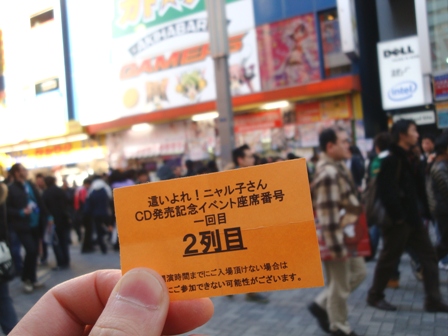 AKIHABARA
GAMERS
DELL
intel
這いよれ!ニャル子さん
CD発売記念イベント座席番号
一回目
2列目
演時間までにご入場頂けない場合は
にご参加できない可能性がございます。